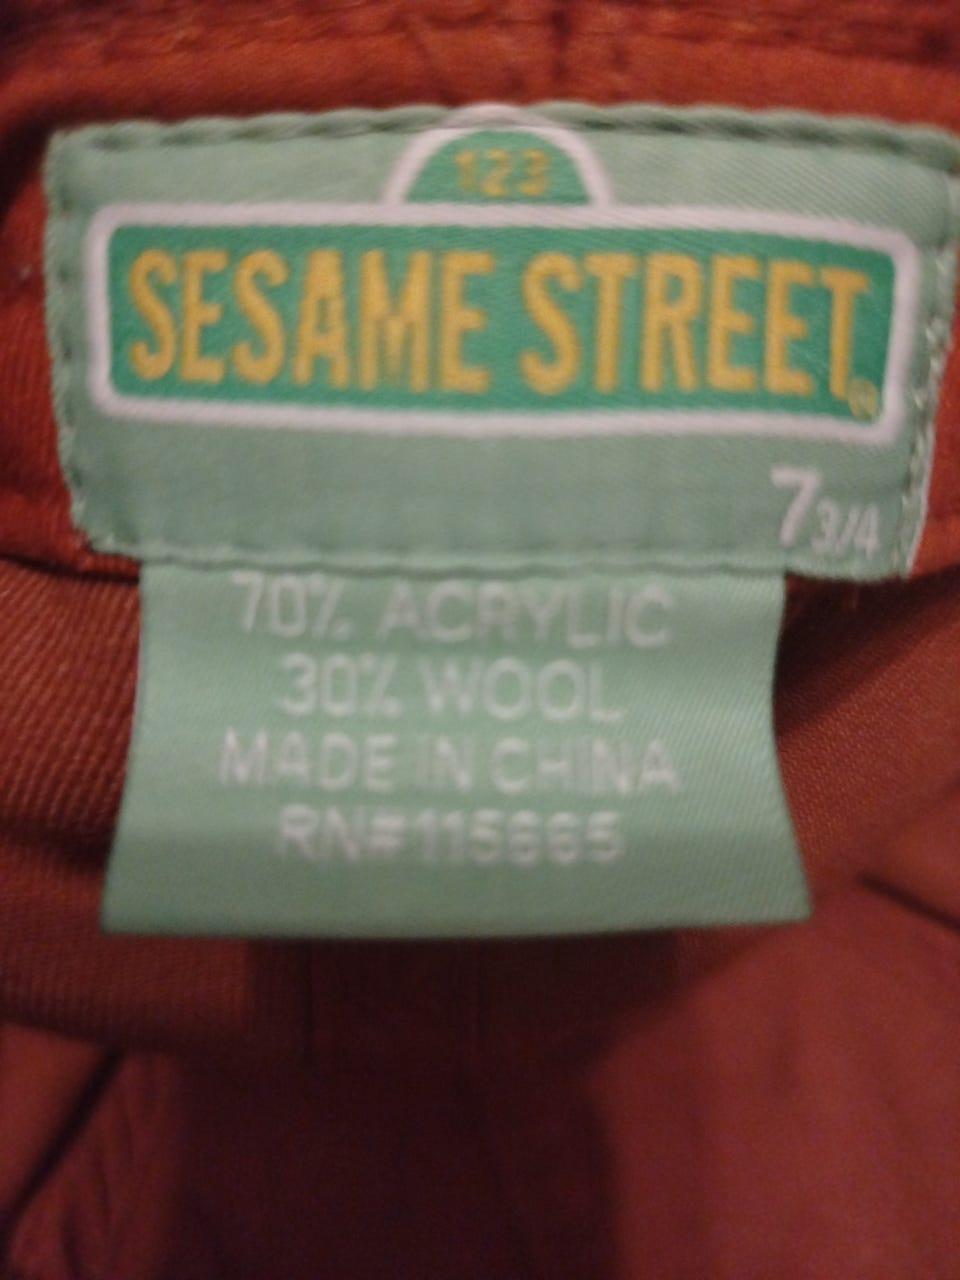 123
SESAME STREET®
7 3/4
70% ACRYLIC
30% WOOL
MADE IN CHINA
RN#115665